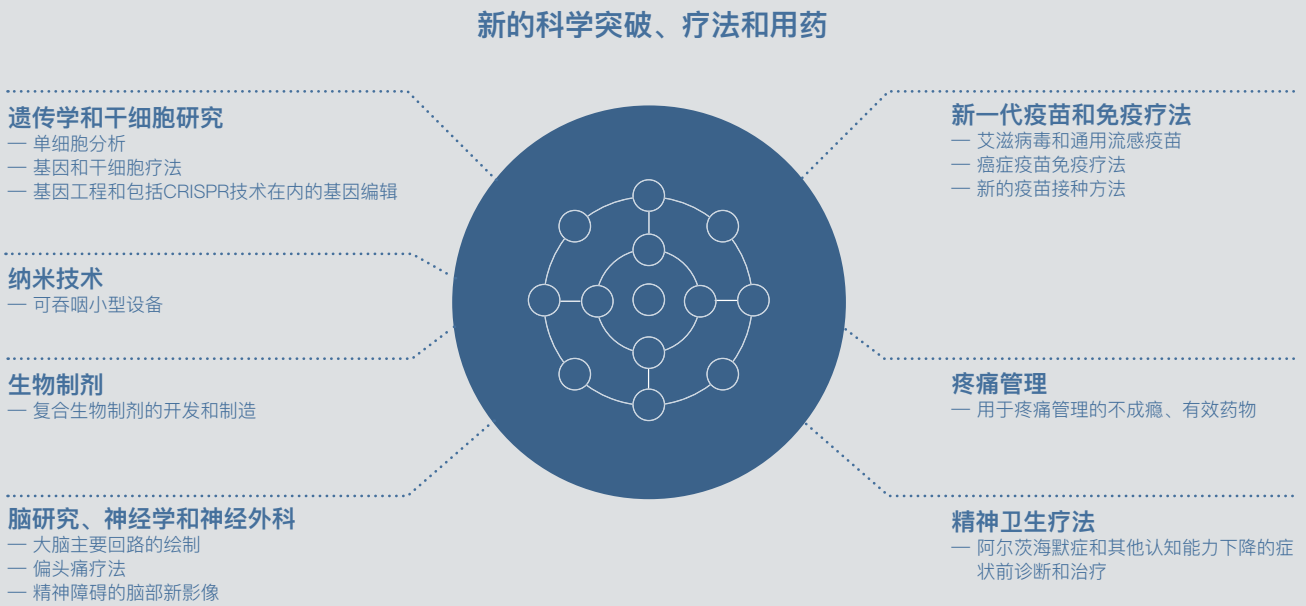 新的科学突破、疗法和用药
遗传学和干细胞研究
— 单细胞分析
— 基因和干细胞疗法
— 基因工程和包括CRISPR技术在内的基因编辑
纳米技术
— 可吞咽小型设备
生物制剂
— 复合生物制剂的开发和制造
脑研究、神经学和神经外科
— 大脑主要回路的绘制
— 偏头痛疗法
— 精神障碍的脑部新影像
新一代疫苗和免疫疗法
— 艾滋病毒和通用流感疫苗
— 癌症疫苗免疫疗法
— 新的疫苗接种方法
疼痛管理
— 用于疼痛管理的不成瘾、有效药物
精神卫生疗法
— 阿尔茨海默症和其他认知能力下降的症
状前诊断和治疗